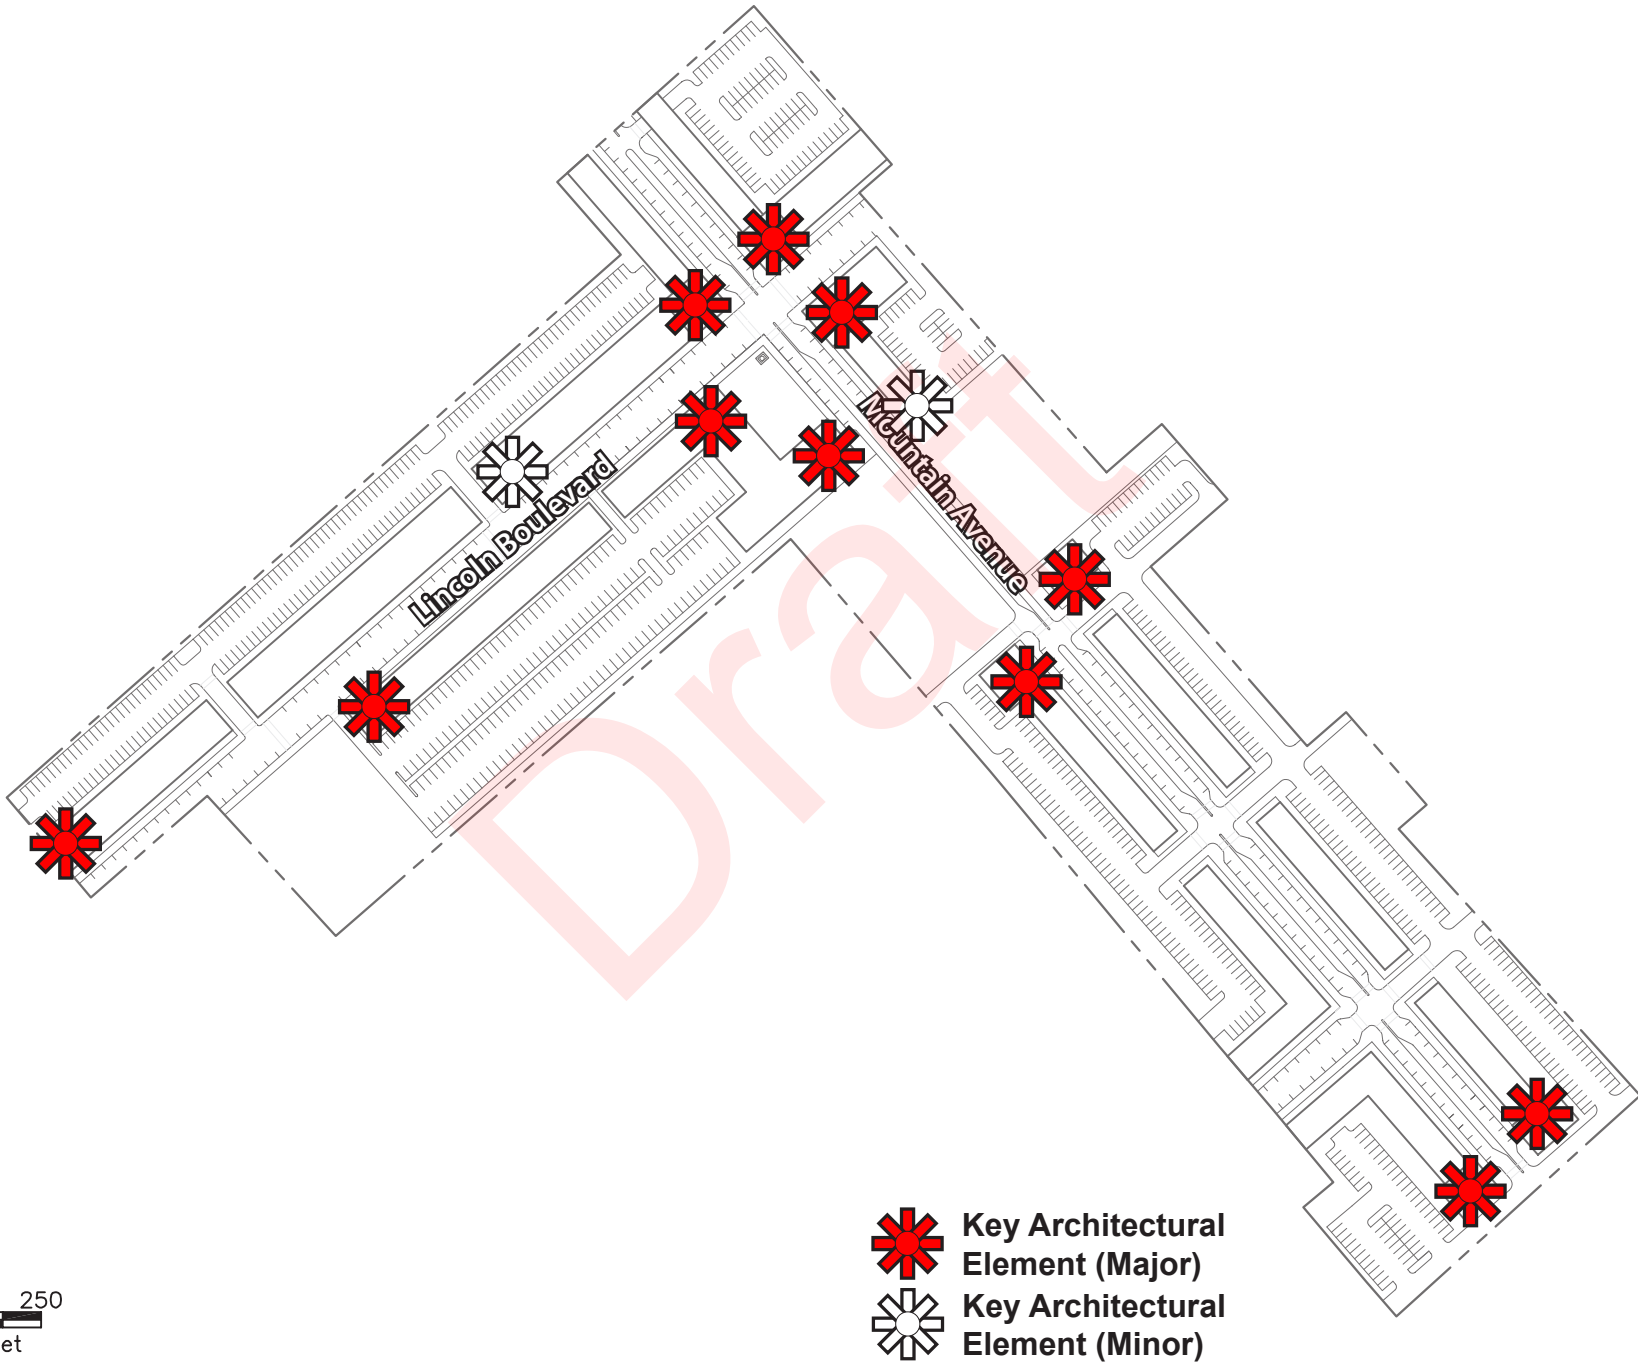 Lincoln Boulevard
Mountain Avenue
Draft
Key Architectural
Element (Major)
Key Architectural
Element (Minor)
250
et